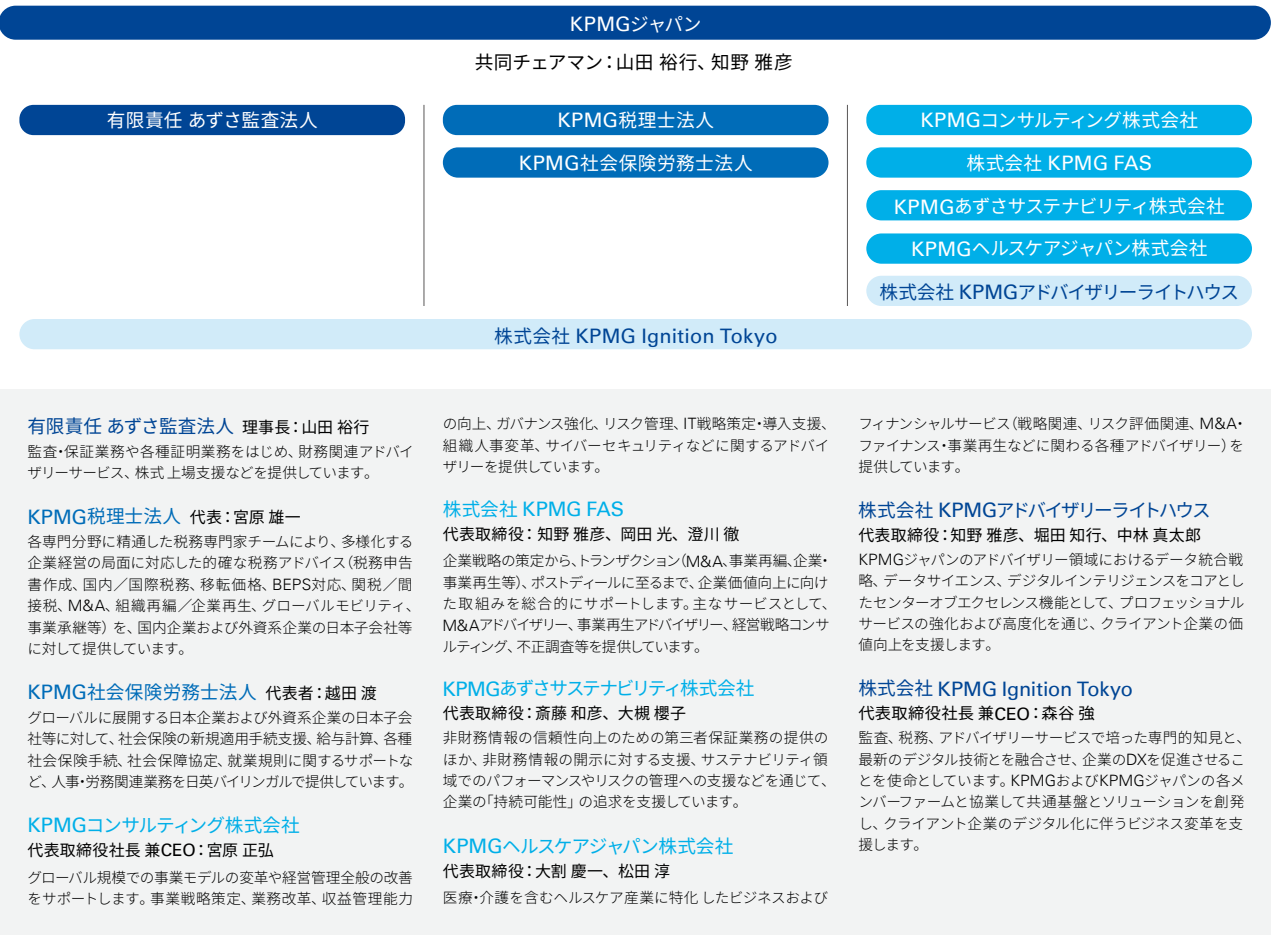 KPMGジャパン
共同チェアマン：山田 裕行、知野 雅彦
有限責任 あずさ監査法人
KPMG税理士法人
KPMG社会保険労務士法人
KPMGコンサルティング株式会社
株式会社 KPMG FAS
KPMGあずさサステナビリティ株式会社
KPMGヘルスケアジャパン株式会社
株式会社 KPMGアドバイザリーライトハウス
株式会社 KPMG Ignition Tokyo
有限責任 あずさ監査法人 理事長：山田 裕行
監査・保証業務や各種証明業務をはじめ、財務関連アドバイ
ザリーサービス、株式上場支援などを提供しています。
KPMG税理士法人 代表：宮原 雄一
各専門分野に精通した税務専門家チームにより、多様化する
企業経営の局面に対応した的確な税務アドバイス（税務申告
書作成、国内／国際税務、移転価格、BEPS対応、関税／間
接税、M&A、組織再編／企業再生、グローバルモビリティ、
事業承継等）を、国内企業および外資系企業の日本子会社等
に対して提供しています。
KPMG社会保険労務士法人 代表者：越田 渡
グローバルに展開する日本企業および外資系企業の日本子会
社等に対して、社会保険の新規適用手続支援、給与計算、各種
社会保険手続、社会保障協定、就業規則に関するサポートな
ど、人事・労務関連業務を日英バイリンガルで提供しています。
KPMGコンサルティング株式会社
代表取締役社長 兼CEO：宮原 正弘
グローバル規模での事業モデルの変革や経営管理全般の改善
をサポートします。事業戦略策定、業務改革、収益管理能力
の向上、ガバナンス強化、リスク管理、IT戦略策定・導入支援、
組織人事変革、サイバーセキュリティなどに関するアドバイ
ザリーを提供しています。
株式会社 KPMG FAS
代表取締役：知野 雅彦、岡田 光、澄川 徹
企業戦略の策定から、トランザクション（M&A、事業再編、企業・
事業再生等）、ポストディールに至るまで、企業価値向上に向け
た取組みを総合的にサポートします。主なサービスとして、
M&Aアドバイザリー、事業再生アドバイザリー、経営戦略コンサ
ルティング、不正調査等を提供しています。
KPMGあずさサステナビリティ株式会社
代表取締役：斎藤 和彦、大槻 櫻子
非財務情報の信頼性向上のための第三者保証業務の提供の
ほか、非財務情報の開示に対する支援、サステナビリティ領
域でのパフォーマンスやリスクの管理への支援などを通じて、
企業の「持続可能性」の追求を支援しています。
KPMGヘルスケアジャパン株式会社
代表取締役：大割 慶一、松田 淳
医療・介護を含むヘルスケア産業に特化したビジネスおよび
フィナンシャルサービス（戦略関連、リスク評価関連、M&A・
ファイナンス・事業再生などに関わる各種アドバイザリー）を
提供しています。
株式会社 KPMGアドバイザリーライトハウス
代表取締役：知野 雅彦、堀田 知行、中林 真太郎
KPMGジャパンのアドバイザリー領域におけるデータ統合戦
略、データサイエンス、デジタルインテリジェンスをコアとし
たセンターオブエクセレンス機能として、プロフェッショナル
サービスの強化および高度化を通じ、クライアント企業の価
値向上を支援します。
株式会社 KPMG Ignition Tokyo
代表取締役社長 兼CEO：森谷 強
監査、税務、アドバイザリーサービスで培った専門的知見と、
最新のデジタル技術とを融合させ、企業のDXを促進させるこ
とを使命としています。KPMGおよびKPMGジャパンの各メ
ンバーファームと協業して共通基盤とソリューションを創発
し、クライアント企業のデジタル化に伴うビジネス変革を支
援します。